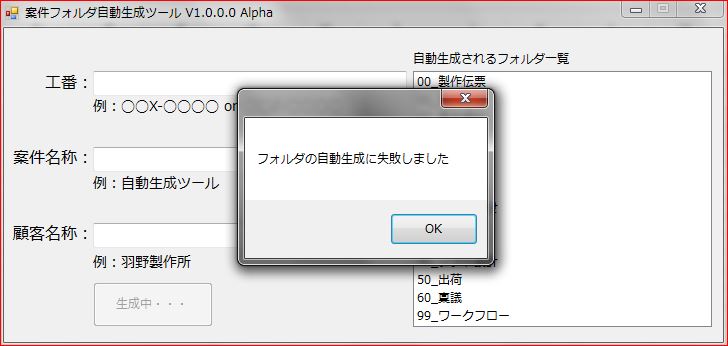 案件フォルダ自動生成ツール V1.0.0.0 Alpha
自動生成されるフォルダ一覧
工番：
例：○○X-○○○○ or
案件名称：
例：自動生成ツール
顧客名称：
例：羽野製作所
生成中・・・
00_製作伝票
50_出荷
60_稟議
99_ワークフロー
フォルダの自動生成に失敗しました
OK